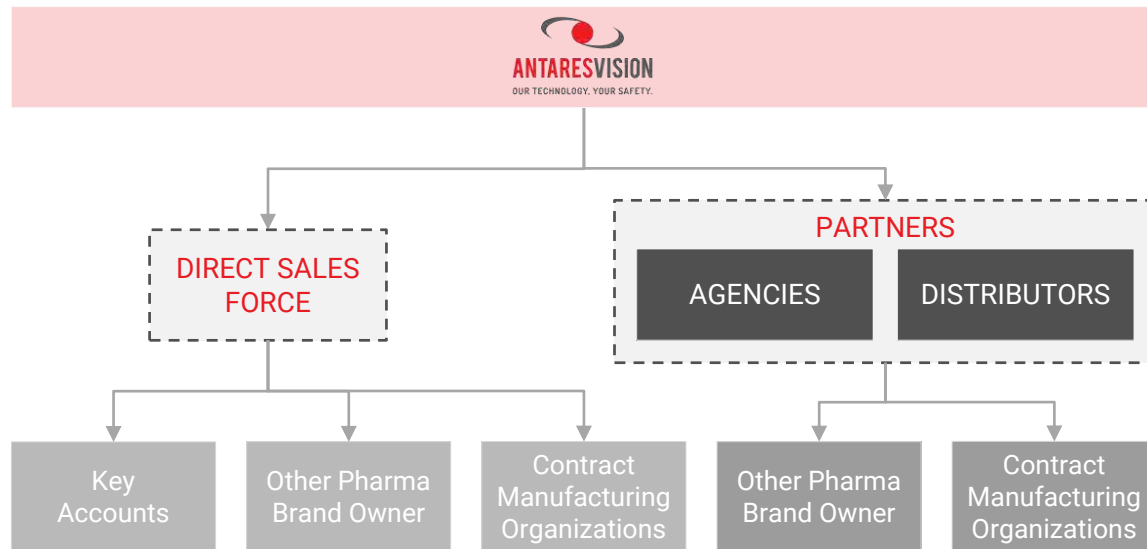 ANTARESVISION
OUR TECHNOLOGY, YOUR SAFETY.
DIRECT SALES
FORCE
PARTNERS
AGENCIES
DISTRIBUTORS
Key
Accounts
Other Pharma
Brand Owner
Contract
Manufacturing
Organizations
Other Pharma
Brand Owner
Contract
Manufacturing
Organizations